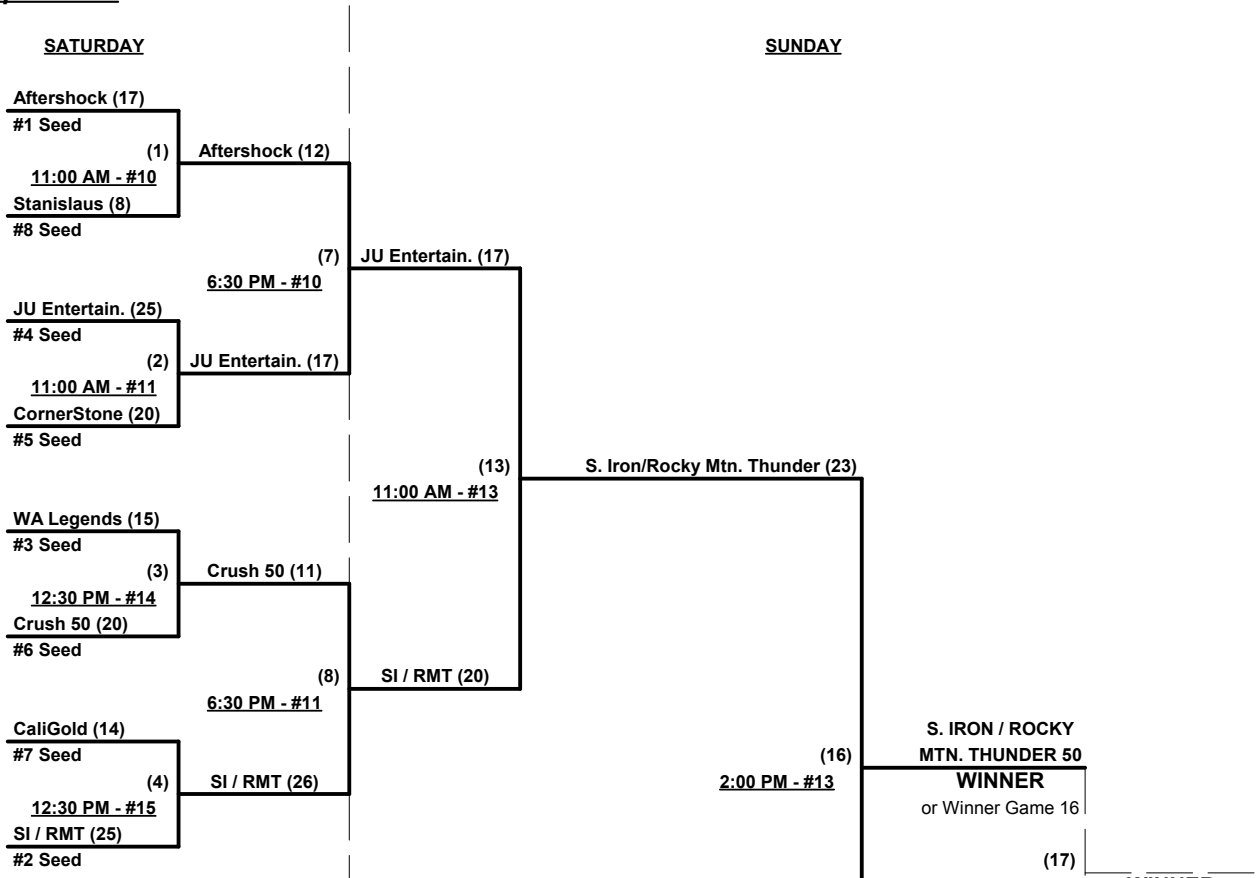 SATURDAY
SUNDAY
Aftershock (17)
#1 Seed
(1)
Aftershock (12)
11:00 AM - #10
Stanislaus (8)
#8 Seed
(7)
JU Entertain. (17)
6:30 PM - #10
JU Entertain. (25)
#4 Seed
(2)
JU Entertain. (17)
11:00 AM - #11
CornerStone (20)
#5 Seed
(13)
S. Iron/Rocky Mtn. Thunder (23)
11:00 AM - #13
WA Legends (15)
#3 Seed
(3)
Crush 50 (11)
12:30 PM - #14
Crush 50 (20)
#6 Seed
(8)
SI / RMT (20)
6:30 PM - #11
CaliGold (14)
#7 Seed
(4)
SI / RMT (26)
12:30 PM - #15
SI / RMT (25)
#2 Seed
(16)
2:00 PM - #13
S. IRON / ROCKY
MTN. THUNDER 50
WINNER
or Winner Game 16
(17)